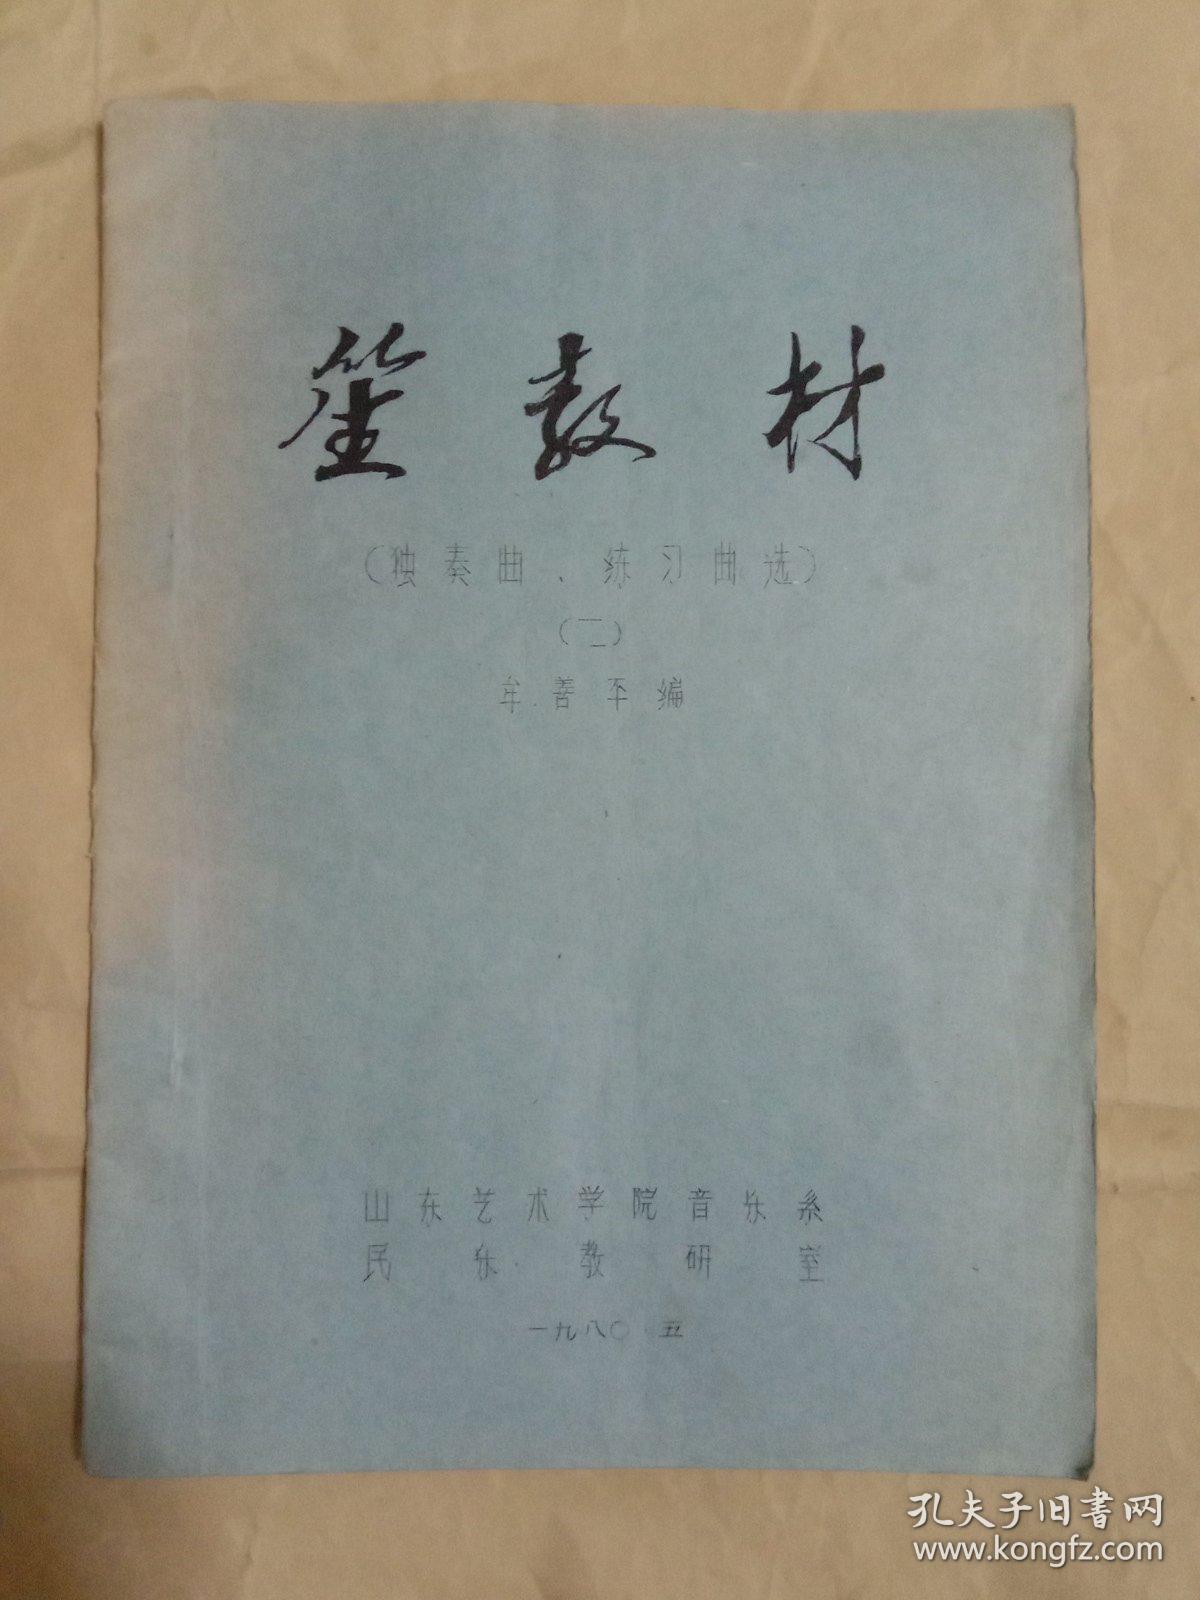 笙教材
（独奏曲、练习曲选）
（二）
牟善平编
山东艺术学院音乐系
民乐教研室
一九八〇.五
孔夫子旧书网
www.kongfz.com